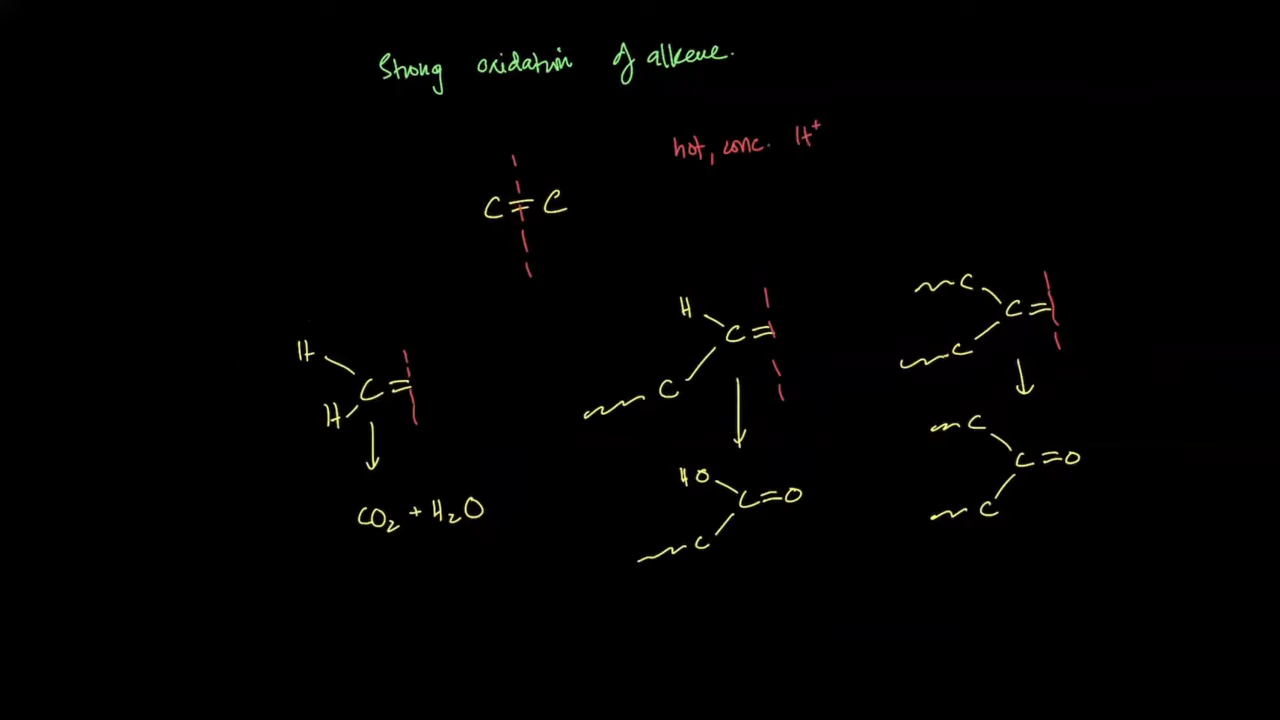 Strong oxidation of alkene.
hot, conc. H⁺
C=C
H
H
C=
CO₂ + H₂O
H
C=
C
HO
C=O
C
C
C=
C
C
C=O
C